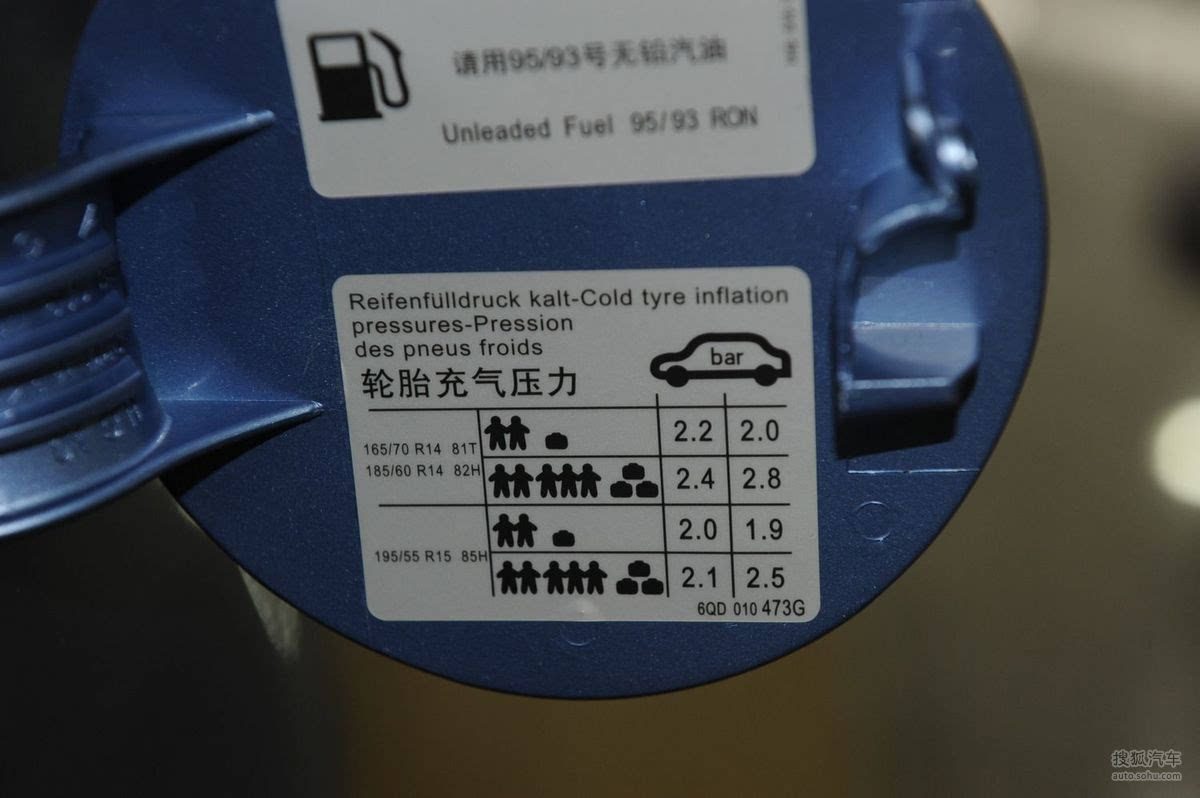 请用95/93号无铅汽油
Unleaded Fuel 95/93 RON
Reifenfülldruck kalt-Cold tyre inflation
pressures-Pression
des pneus froids
轮胎充气压力
bar
165/70 R14 81T
185/60 R14 82H
2.2 2.0
2.4 2.8
195/55 R15 85H
2.0 1.9
2.1 2.5
6QD 010 473G
搜狐汽车
auto.sohu.com